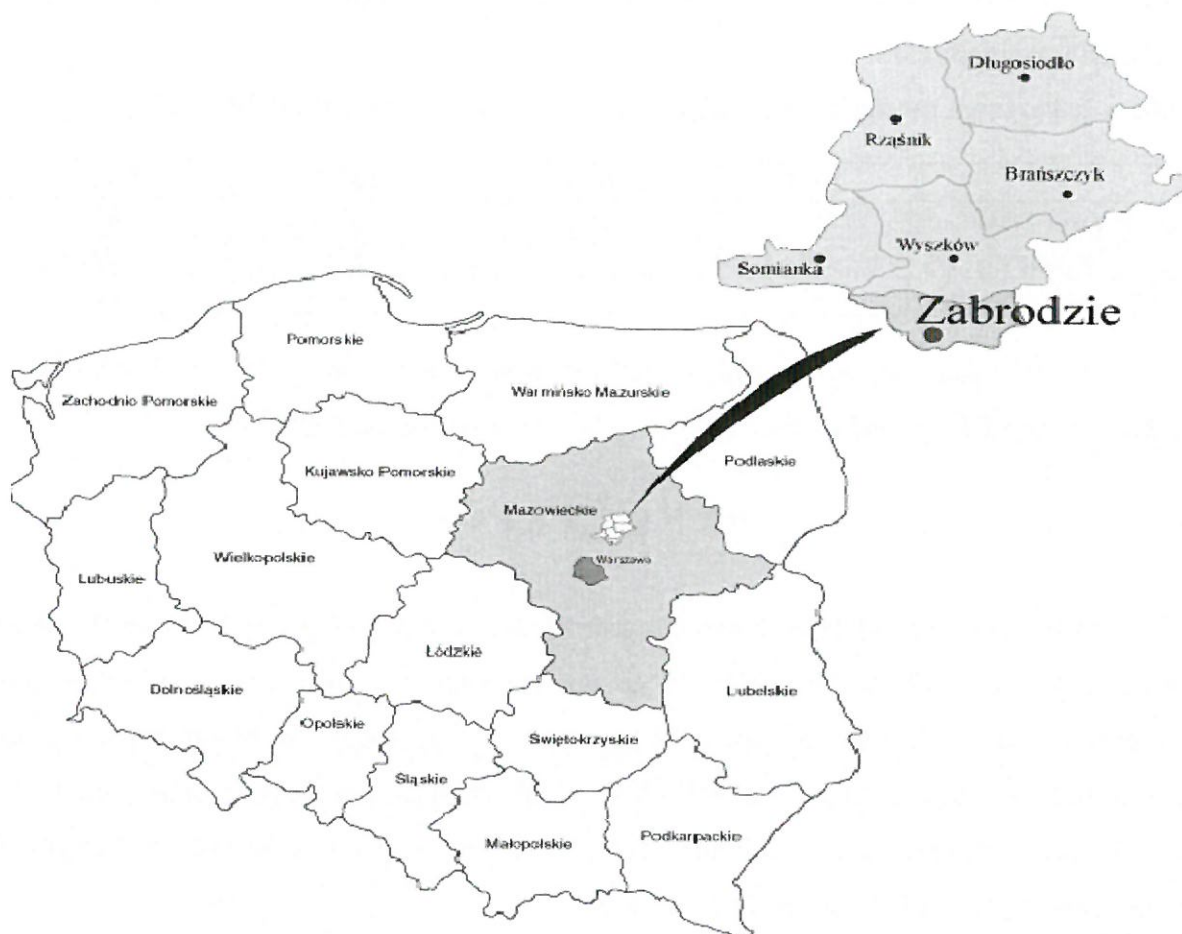 Długosiodło
Rząśnik
Brańszczyk
Wyszków
Somianka
Zabrodzie
Pomorskie
Zachodnio Pomorskie
Warmińsko Mazurskie
Podlaskie
Kujawsko Pomorskie
Mazowieckie
Warszawa
Wielkopolskie
Lubuskie
Łódzkie
Dolnośląskie
Lubelskie
Opolskie
Świętokrzyskie
Śląskie
Podkarpackie
Małopolskie